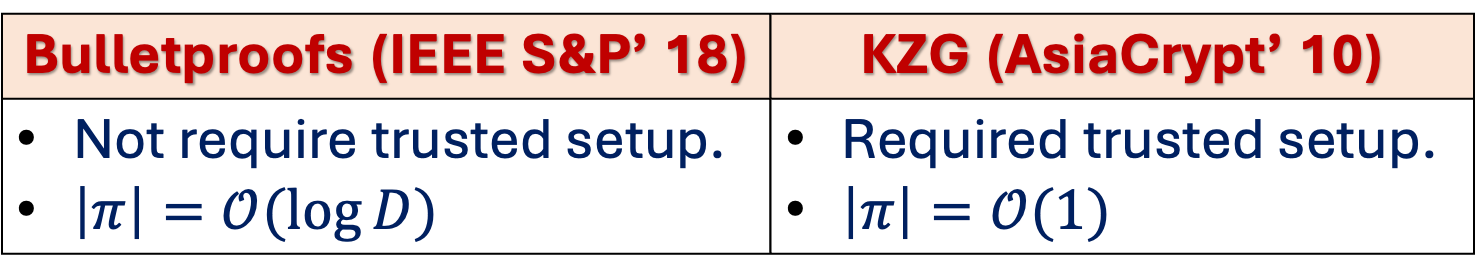 Bulletproofs (IEEE S&P’ 18)
KZG (AsiaCrypt’ 10)
• Not require trusted setup.
• |π| = 𝒪(log D)
• Required trusted setup.
• |π| = 𝒪(1)